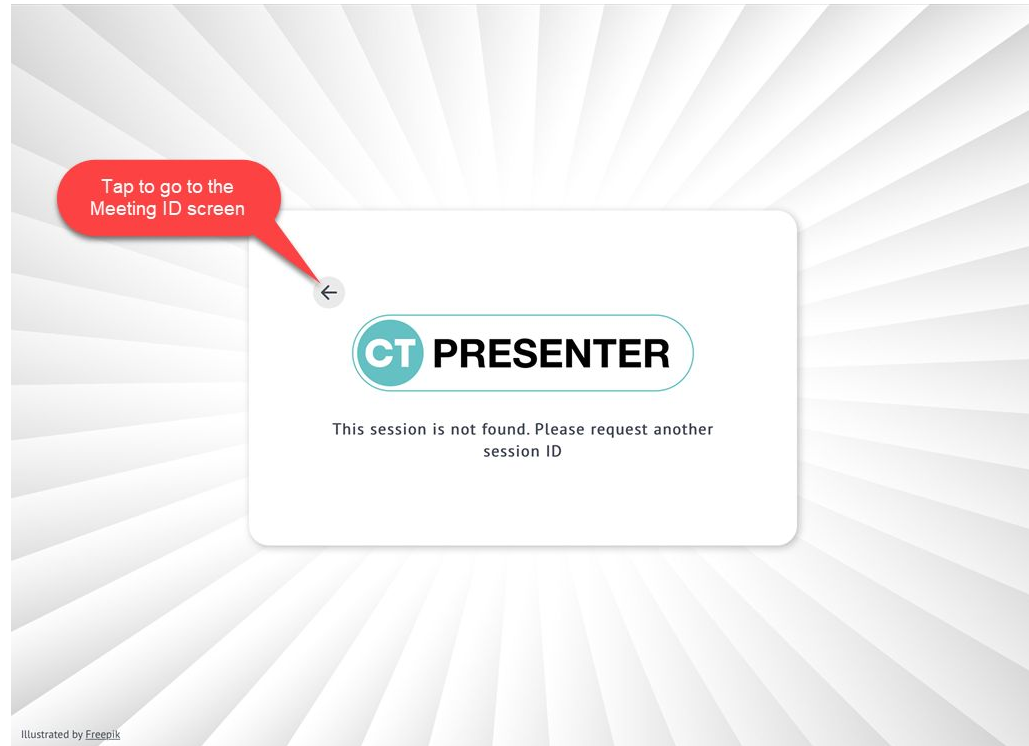 Tap to go to the
Meeting ID screen
CT PRESENTER
This session is not found. Please request another
session ID
Illustrated by Freepik